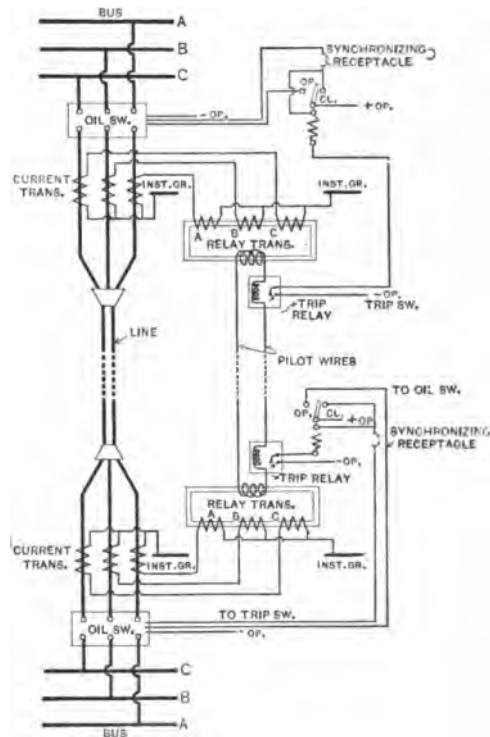 BUS
A
B
C
SYNCHRONIZING
RECEPTACLE
OP.
CL.
+OP.
-OP.
OIL SW.
CURRENT
TRANS.
INST.GR.
INST.GR.
A
B
C
RELAY TRANS.
TRIP RELAY
-OP.
TRIP SW.
LINE
PILOT WIRES
TO OIL SW.
OP.
CL.
+OP
SYNCHRONIZING
RECEPTACLE
-OP.
TRIP RELAY
RELAY TRANS.
A
B
C
CURRENT
TRANS.
INST.GR.
INST.GR.
TO TRIP SW.
OIL SW.
-OP.
C
B
A
BUS